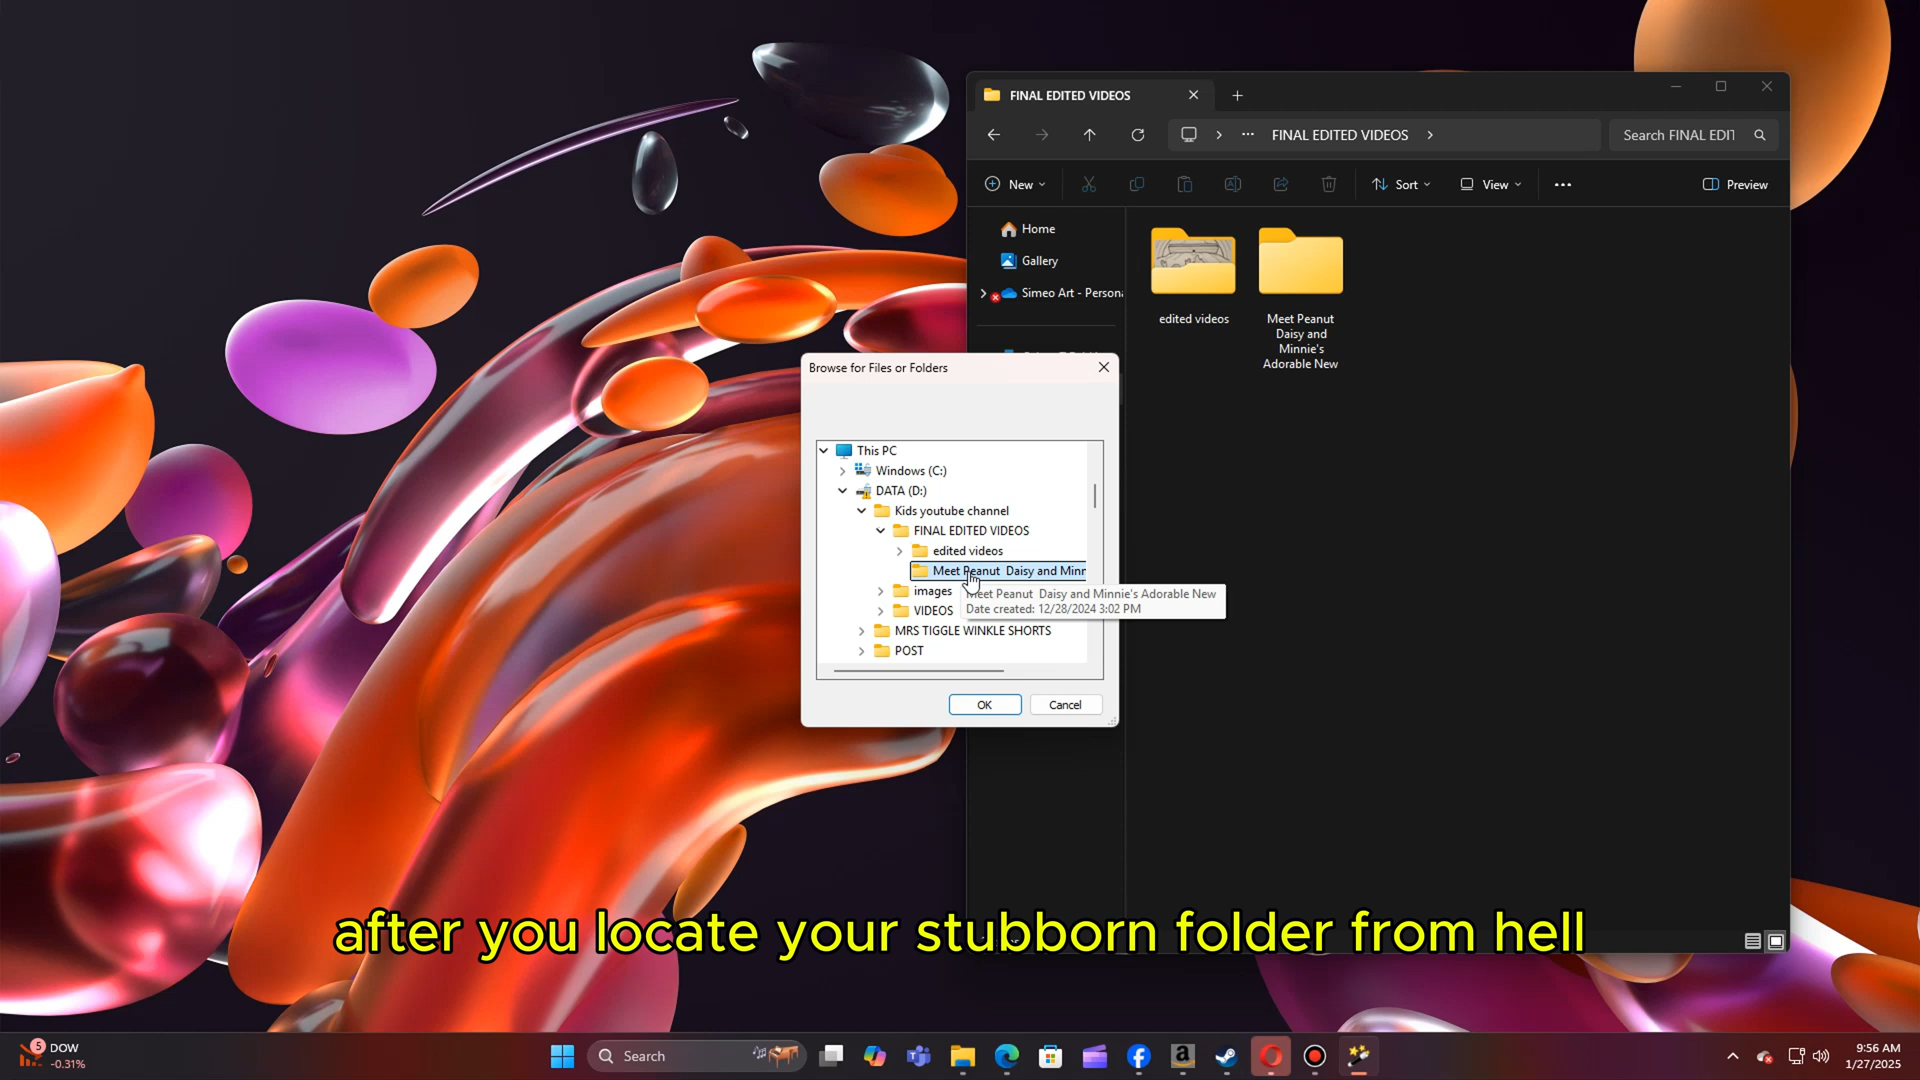 FINAL EDITED VIDEOS
FINAL EDITED VIDEOS
Search FINAL EDIT
New
Sort
View
Preview
Home
Gallery
Simeo Art - Persona
edited videos
Meet Peanut
Daisy and
Minnie's
Adorable New
Browse for Files or Folders
This PC
Windows (C:)
DATA (D:)
Kids youtube channel
FINAL EDITED VIDEOS
edited videos
Meet Peanut Daisy and Minn
images
VIDEOS
Meet Peanut Daisy and Minnie's Adorable New
Date created: 12/28/2024 3:02 PM
MRS TIGGLE WINKLE SHORTS
POST
OK
Cancel
after you locate your stubborn folder from hell
5
DOW
-0.31%
Search
9:56 AM
1/27/2025